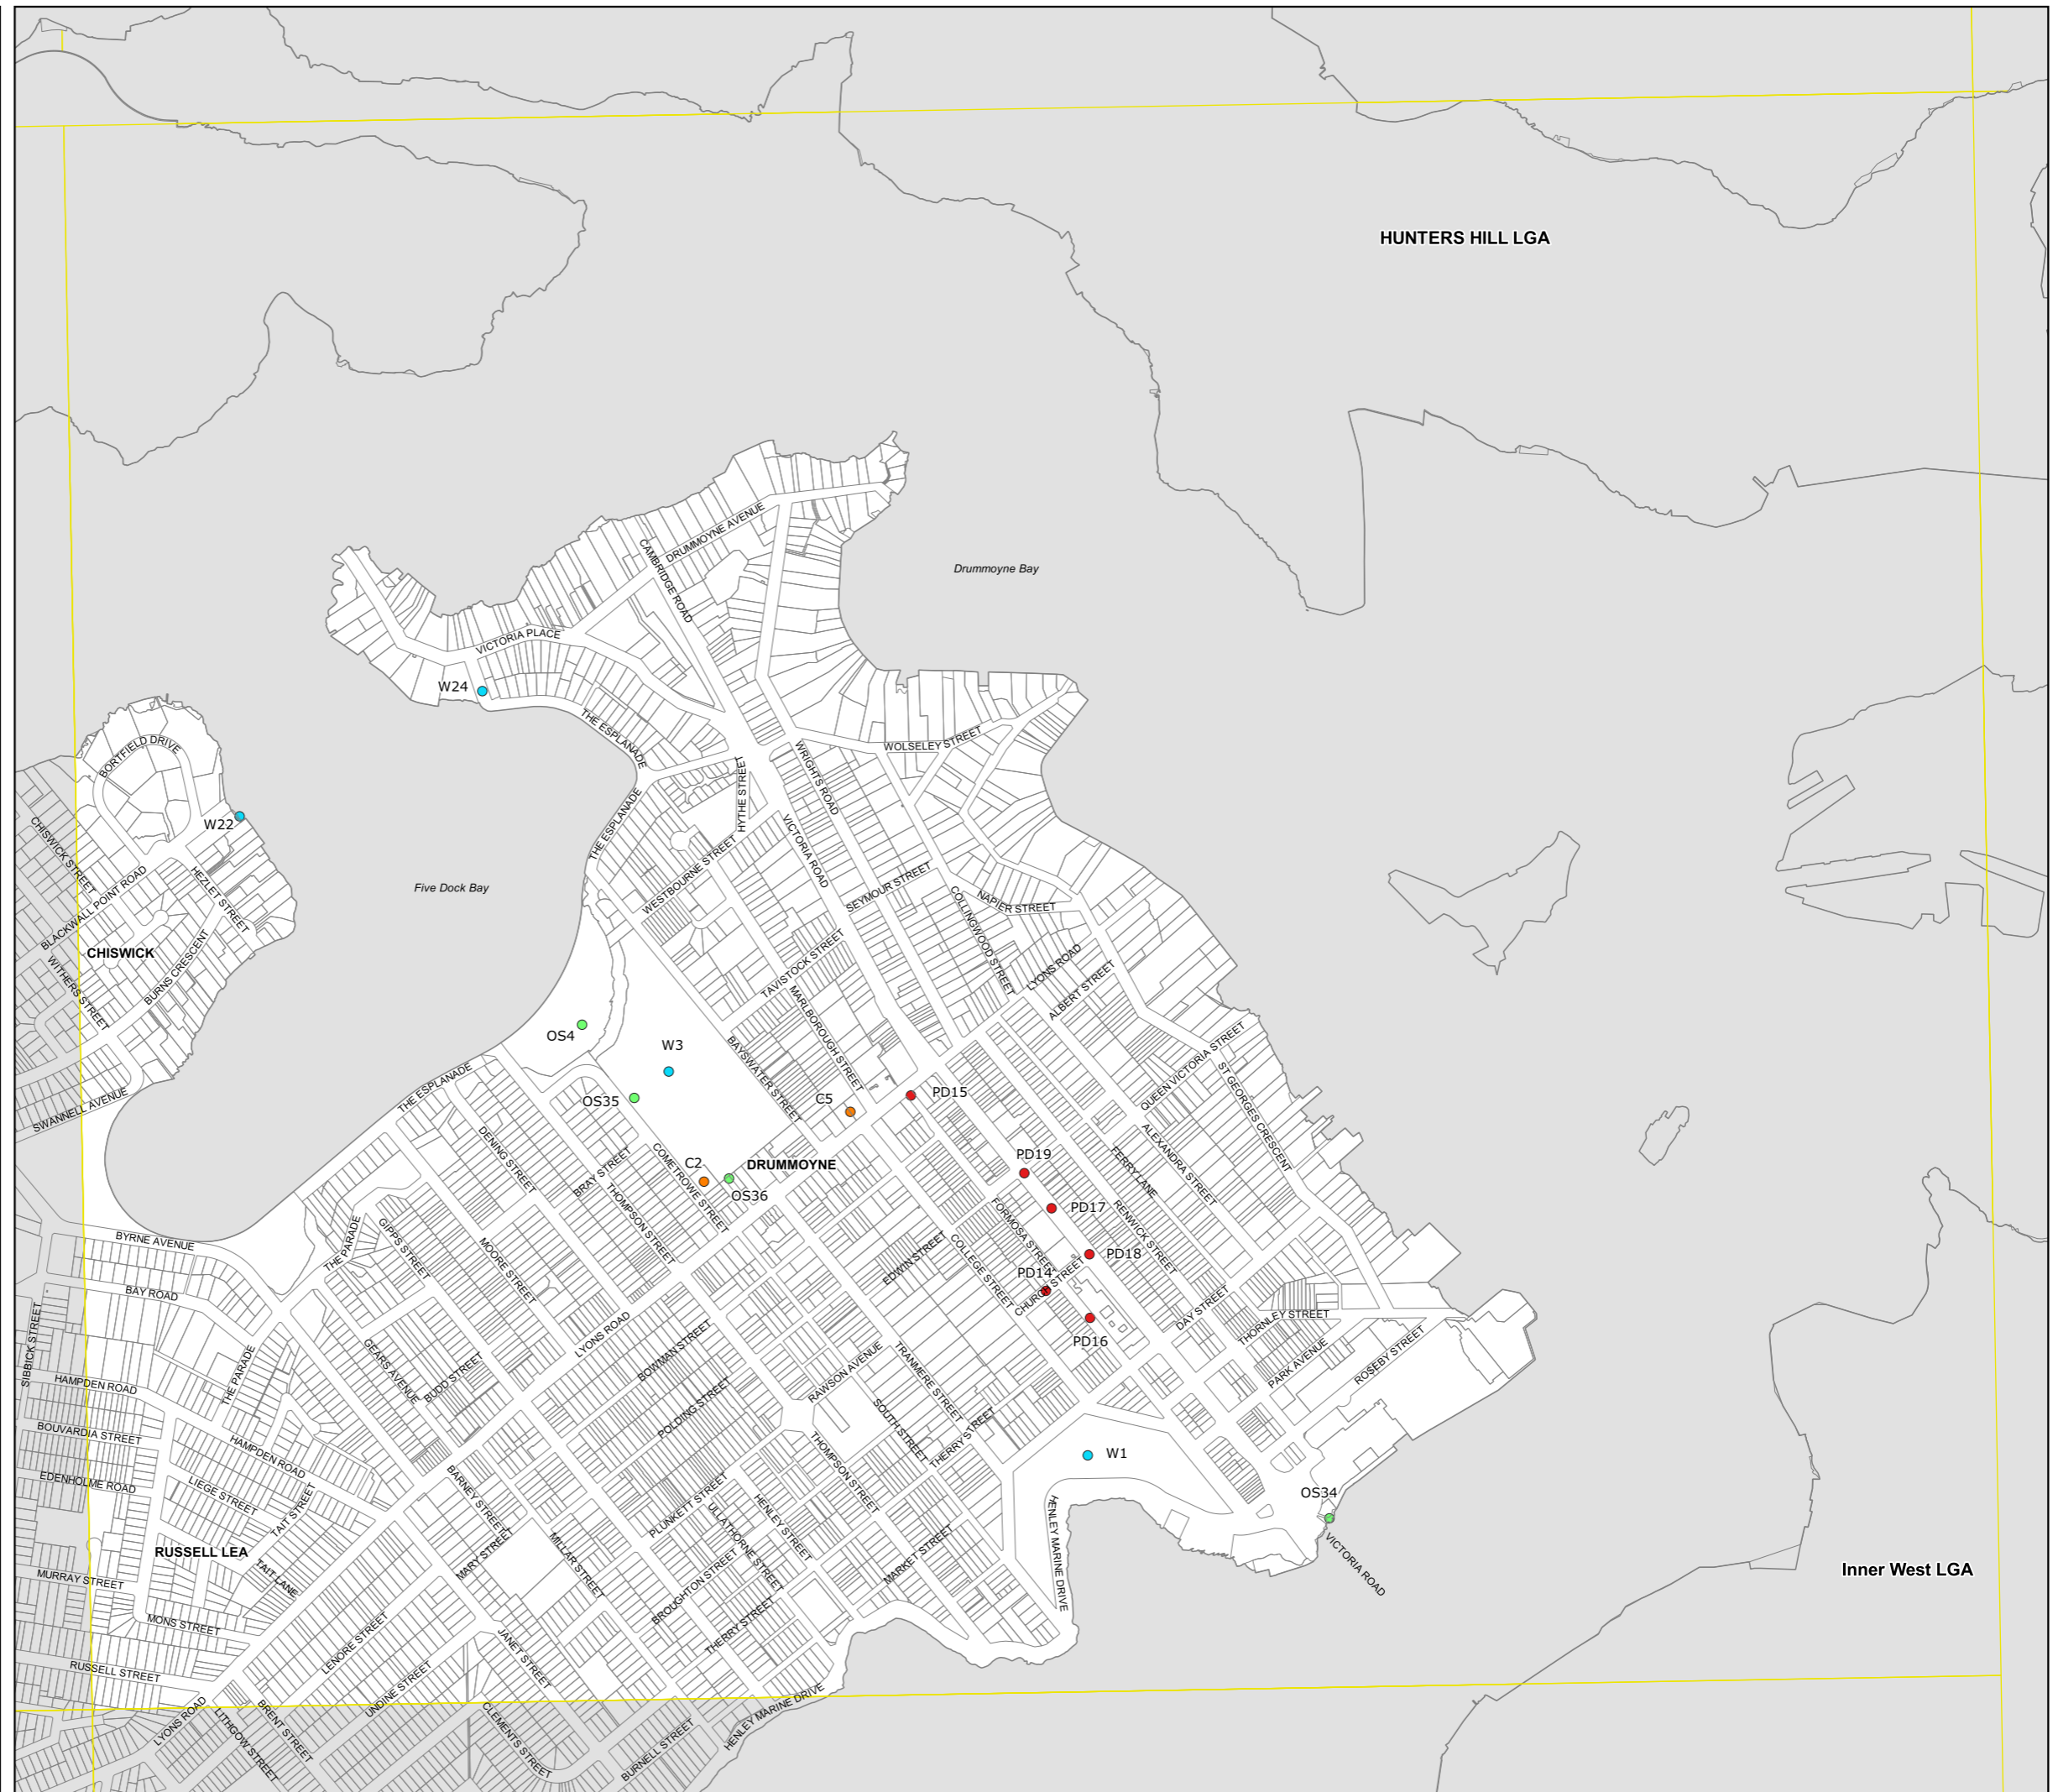 HUNTERS HILL LGA
Drummoyne Bay
DRUMMOYNE AVENUE
CAMBRIDGE ROAD
VICTORIA PLACE
W24
THE ESPLANADE
WOLSELEY STREET
WRIGHTS ROAD
BORTFIELD DRIVE
HYTHE STREET
W22
THE ESPLANADE
VICTORIA ROAD
CHISWICK STREET
WESTBOURNE STREET
SEYMOUR STREET
Five Dock Bay
HEZLET STREET
BLACKWALL POINT ROAD
NAPIER STREET
COLLINGWOOD STREET
CHISWICK
BURNS CRESCENT
WITHERS STREET
TAVISTOCK STREET
LYONS ROAD
ALBERT STREET
MARLBOROUGH STREET
OS4
W3
BAYSWATER STREET
QUEEN VICTORIA STREET
ST GEORGES CRESCENT
THE ESPLANADE
SWANNELL AVENUE
OS35
C5
PD15
DENING STREET
BRAY STREET
COMETROWE STREET
C2
DRUMMOYNE
OS36
PD19
ALEXANDRA STREET
FERRY LANE
THOMPSON STREET
PD17
FORMOSA STREET
RENWICK STREET
BYRNE AVENUE
THE PARADE
GIPPS STREET
MOORE STREET
EDWIN STREET
COLLEGE STREET
PD18
PD14
CHURCH STREET
BAY ROAD
PD16
DAY STREET
THORNLEY STREET
SIBBICK STREET
LYONS ROAD
GEARS AVENUE
BUDD STREET
BOWMAN STREET
THE PARADE
RAWSON AVENUE
TRANMERE STREET
PARK AVENUE
ROSEBY STREET
HAMPDEN ROAD
BOUVARDIA STREET
HAMPDEN ROAD
POLDING STREET
SOUTH STREET
THERRY STREET
W1
EDENHOLME ROAD
LIEGE STREET
TAIT STREET
BARNEY STREET
PLUNKETT STREET
THOMPSON STREET
HENLEY STREET
ULLATHORNE STREET
HENLEY MARINE DRIVE
OS34
VICTORIA ROAD
RUSSELL LEA
TAIT LANE
MARY STREET
MILLAR STREET
BROUGHTON STREET
MARKET STREET
Inner West LGA
MURRAY STREET
MONS STREET
THERRY STREET
LENORE STREET
JANET STREET
RUSSELL STREET
UNDINE STREET
LYONS ROAD
LITHGOW STREET
BRENT STREET
CLEMENTS STREET
BURNELL STREET
HENLEY MARINE DRIVE